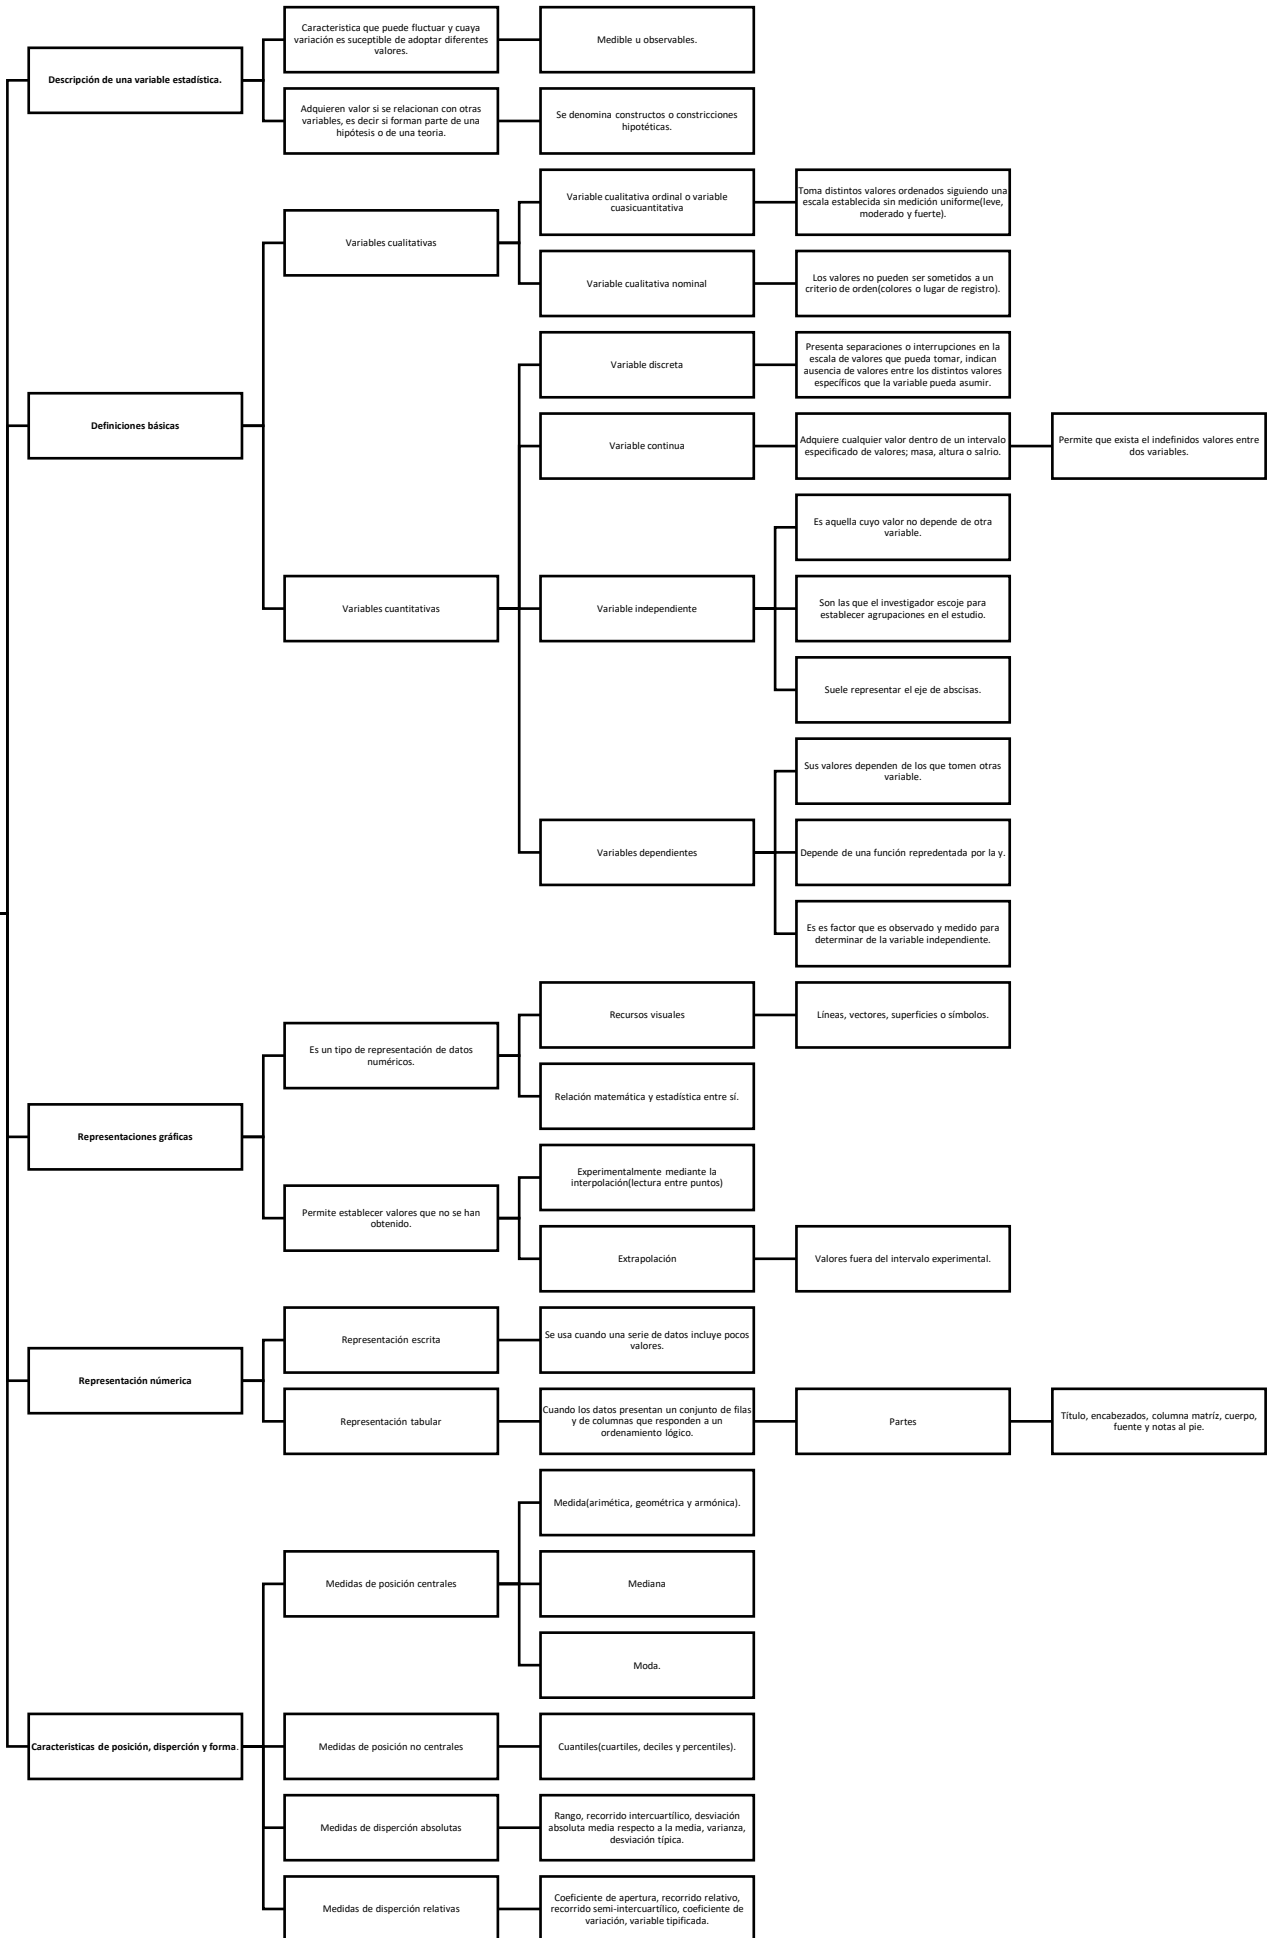 Descripción de una variable estadística.
Caracteristica que puede fluctuar y cuaya
variación es suceptible de adoptar diferentes
valores.
Medible u observables.
Adquieren valor si se relacionan con otras
variables, es decir si forman parte de una
hipótesis o de una teoria.
Se denomina constructos o constricciones
hipotéticas.
Definiciones básicas
Variables cualitativas
Variable cualitativa ordinal o variable
cuasicuantitativa
Toma distintos valores ordenados siguiendo una
escala establecida sin medición uniforme(leve,
moderado y fuerte).
Variable cualitativa nominal
Los valores no pueden ser sometidos a un
criterio de orden(colores o lugar de registro).
Variables cuantitativas
Variable discreta
Presenta separaciones o interrupciones en la
escala de valores que pueda tomar, indican
ausencia de valores entre los distintos valores
específicos que la variable pueda asumir.
Variable continua
Adquiere cualquier valor dentro de un intervalo
especificado de valores; masa, altura o salrio.
Permite que exista el indefinidos valores entre
dos variables.
Variable independiente
Es aquella cuyo valor no depende de otra
variable.
Son las que el investigador escoje para
establecer agrupaciones en el estudio.
Suele representar el eje de abscisas.
Variables dependientes
Sus valores dependen de los que tomen otras
variable.
Depende de una función repredentada por la y.
Es es factor que es observado y medido para
determinar de la variable independiente.
Representaciones gráficas
Es un tipo de representación de datos
numéricos.
Recursos visuales
Líneas, vectores, superficies o símbolos.
Relación matemática y estadística entre sí.
Permite establecer valores que no se han
obtenido.
Experimentalmente mediante la
interpolación(lectura entre puntos)
Extrapolación
Valores fuera del intervalo experimental.
Representación númerica
Representación escrita
Se usa cuando una serie de datos incluye pocos
valores.
Representación tabular
Cuando los datos presentan un conjunto de filas
y de columnas que responden a un
ordenamiento lógico.
Partes
Título, encabezados, columna matríz, cuerpo,
fuente y notas al pie.
Caracteristicas de posición, disperción y forma.
Medidas de posición centrales
Medida(arimética, geométrica y armónica).
Mediana
Moda.
Medidas de posición no centrales
Cuantiles(cuartiles, deciles y percentiles).
Medidas de disperción absolutas
Rango, recorrido intercuartílico, desviación
absoluta media respecto a la media, varianza,
desviación típica.
Medidas de disperción relativas
Coeficiente de apertura, recorrido relativo,
recorrido semi-intercuartílico, coeficiente de
variación, variable tipificada.